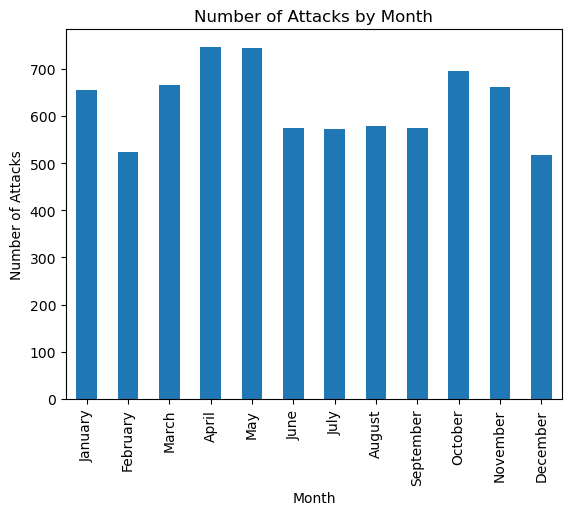 Number of Attacks by Month
Number of Attacks
700
600
500
400
300
200
100
0
January
February
March
April
May
June
July
August
September
October
November
December
Month